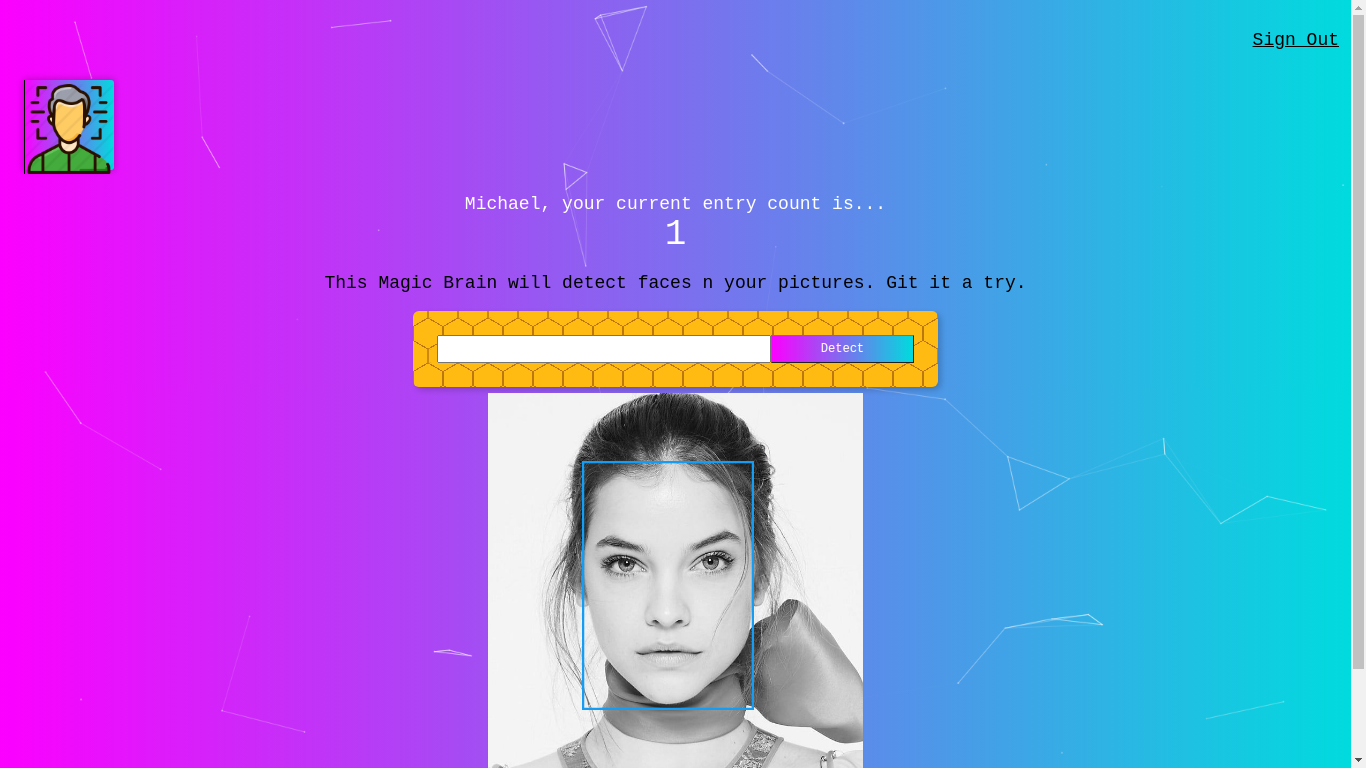 Sign Out
Michael, your current entry count is...
1
This Magic Brain will detect faces n your pictures. Git it a try.
Detect